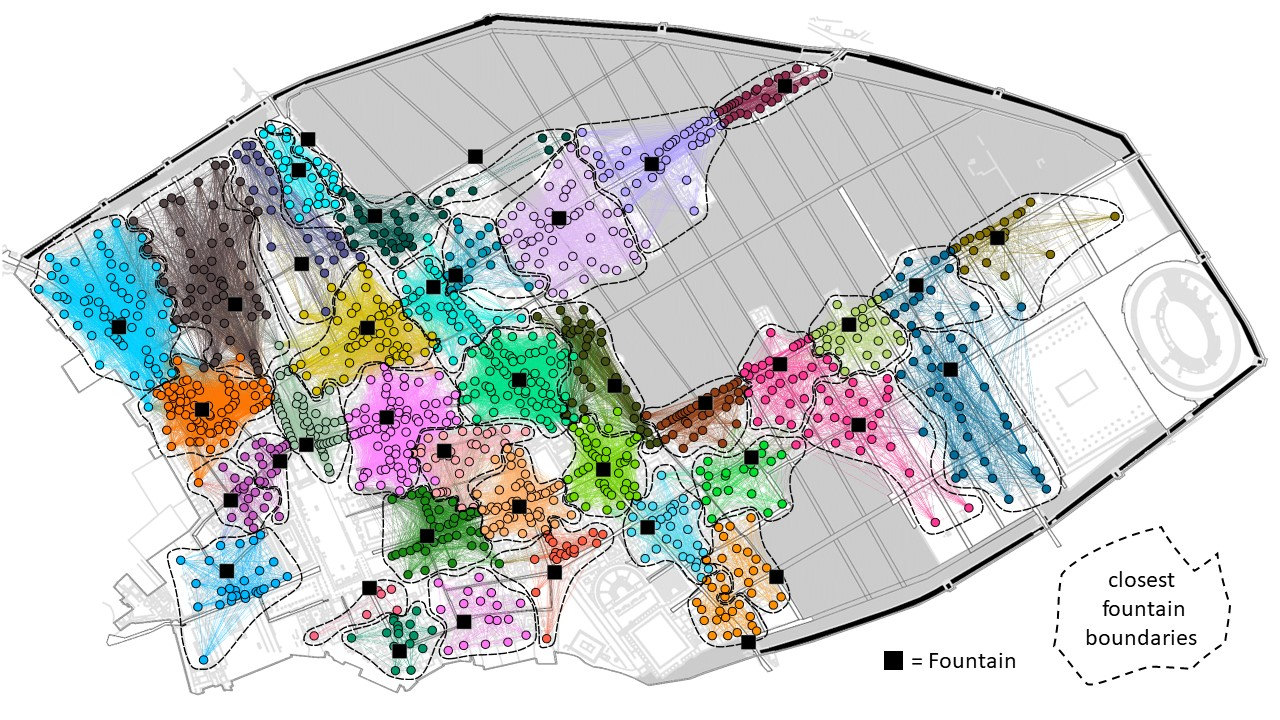 closest
fountain
boundaries
= Fountain